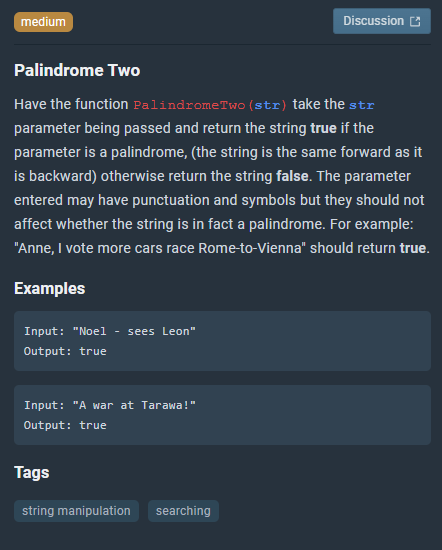 medium
Discussion
Palindrome Two
Have the function PalindromeTwo(str) take the str
parameter being passed and return the string true if the
parameter is a palindrome, (the string is the same forward as it
is backward) otherwise return the string false. The parameter
entered may have punctuation and symbols but they should not
affect whether the string is in fact a palindrome. For example:
"Anne, I vote more cars race Rome-to-Vienna" should return true.
Examples
Input: "Noel - sees Leon"
Output: true
Input: "A war at Tarawa!"
Output: true
Tags
string manipulation searching